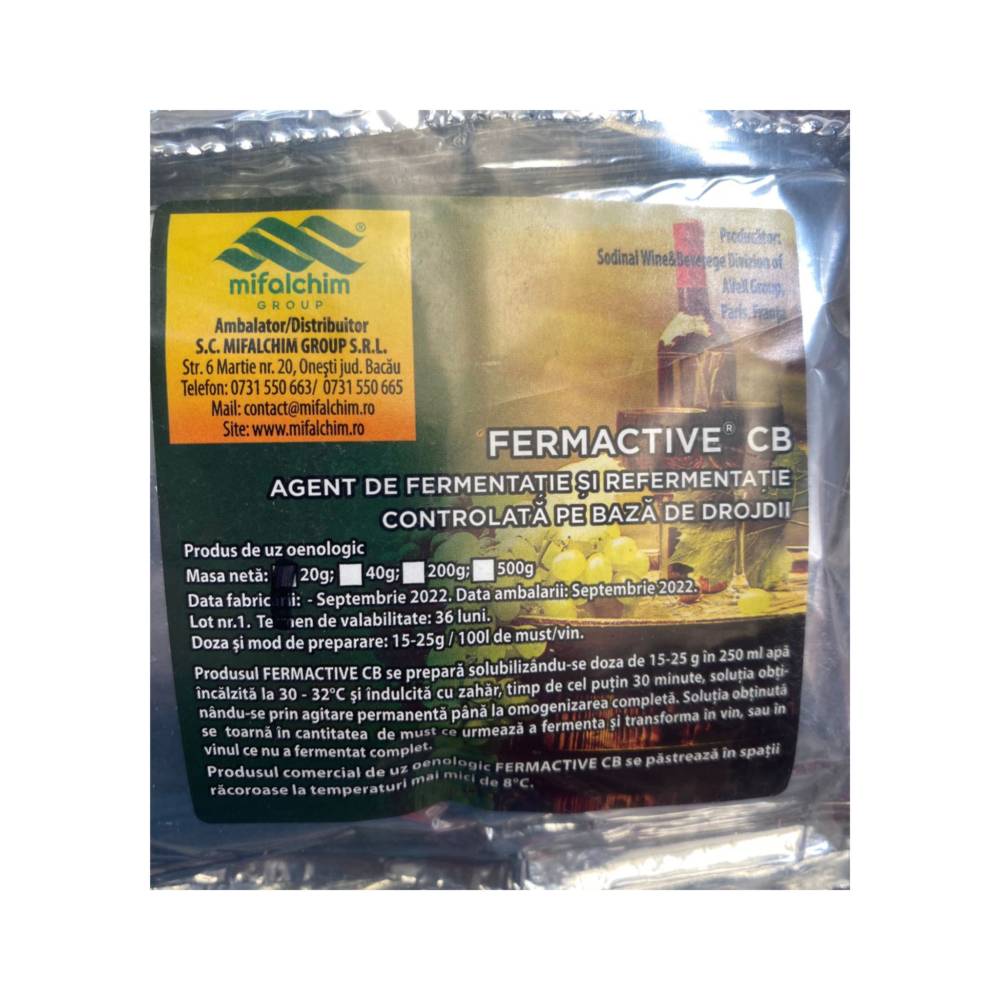 mifalchim®
GROUP
Ambalator/Distribuitor
S.C. MIFALCHIM GROUP S.R.L.
Str. 6 Martie nr. 20, Onești jud. Bacău
Telefon: 0731 550 663/ 0731 550 665
Mail: contact@mifalchim.ro
Site: www.mifalchim.ro
Producător:
Sodinal Wine&Beverege Divizion of
AVell Group,
Paris, Franța
FERMACTIVE® CB
AGENT DE FERMENTAȚIE ȘI REFERMENTAȚIE
CONTROLATĂ PE BAZĂ DE DROJDII
Produs de uz oenologic
Masa netă: 20g; 40g; 200g; 500g
Data fabricării: - Septembrie 2022. Data ambalarii: Septembrie 2022.
Lot nr.1. Termen de valabilitate: 36 luni.
Doza și mod de preparare: 15-25g / 100l de must/vin.
Produsul FERMACTIVE CB se prepară solubilizându-se doza de 15-25 g în 250 ml apă
încălzită la 30 - 32°C și îndulcită cu zahăr, timp de cel puțin 30 minute, soluția obți-
nându-se prin agitare permanentă până la omogenizarea completă. Soluția obținută
se toarnă în cantitatea de must ce urmează a fermenta și transforma în vin, sau în
vinul ce nu a fermentat complet.
Produsul comercial de uz oenologic FERMACTIVE CB se păstrează în spații
răcoroase la temperaturi mai mici de 8°C.